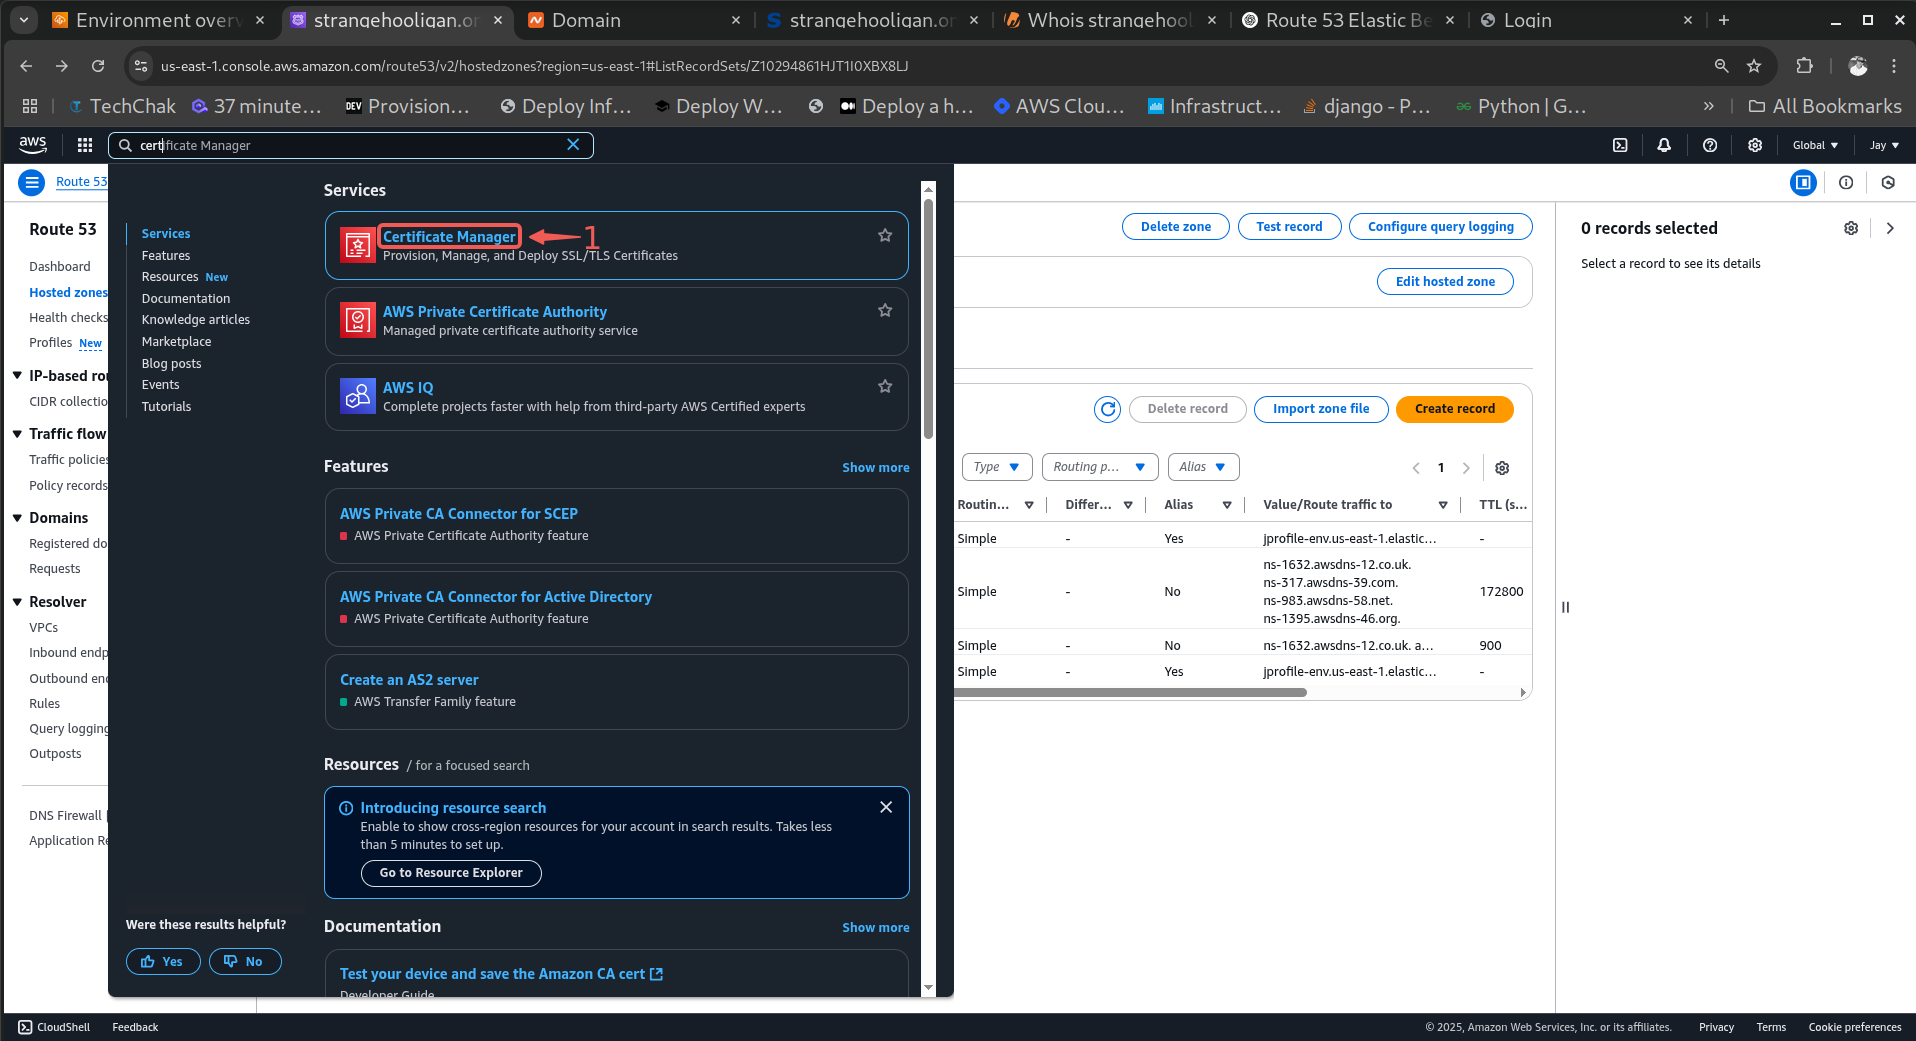 Environment over
strangehooligan.or
Domain
strangehooligan.or
Whois strangehool
Route 53 Elastic Be
Login
us-east-1.console.aws.amazon.com/route53/v2/hostedzones?region=us-east-1#ListRecordSets/Z10294861HJT1I0XBX8LJ
TechChak
37 minute...
DEV Provision...
Deploy Inf...
Deploy W...
Deploy a h...
AWS Clou...
Infrastruct...
django - P...
Python | G...
»
All Bookmarks
aws
certificate Manager
Global
Jay
Route 53
Route 53
Dashboard
Hosted zones
Health checks
Profiles New
IP-based rou
CIDR collectio
Traffic flow
Traffic policies
Policy records
Domains
Registered do
Requests
Resolver
VPCs
Inbound endp
Outbound end
Rules
Query logging
Outposts
DNS Firewall
Application Re
Services
Features
Resources New
Documentation
Knowledge articles
Marketplace
Blog posts
Events
Tutorials
Were these results helpful?
Yes
No
Services
Certificate Manager
1
Provision, Manage, and Deploy SSL/TLS Certificates
AWS Private Certificate Authority
Managed private certificate authority service
AWS IQ
Complete projects faster with help from third-party AWS Certified experts
Features
Show more
AWS Private CA Connector for SCEP
AWS Private Certificate Authority feature
AWS Private CA Connector for Active Directory
AWS Private Certificate Authority feature
Create an AS2 server
AWS Transfer Family feature
Resources / for a focused search
Introducing resource search
Enable to show cross-region resources for your account in search results. Takes less
than 5 minutes to set up.
Go to Resource Explorer
Documentation
Show more
Test your device and save the Amazon CA cert
Developer Guide
Delete zone
Test record
Configure query logging
Edit hosted zone
Delete record
Import zone file
Create record
Type
Routing p...
Alias
1
Routin...
Differ...
Alias
Value/Route traffic to
TTL (s...
Simple - Yes jprofile-env.us-east-1.elastic... -
ns-1632.awsdns-12.co.uk.
ns-317.awsdns-39.com.
Simple - No 172800
ns-983.awsdns-58.net.
ns-1395.awsdns-46.org.
Simple - No ns-1632.awsdns-12.co.uk. a... 900
Simple - Yes jprofile-env.us-east-1.elastic... -
0 records selected
Select a record to see its details
CloudShell
Feedback
© 2025, Amazon Web Services, Inc. or its affiliates.
Privacy
Terms
Cookie preferences